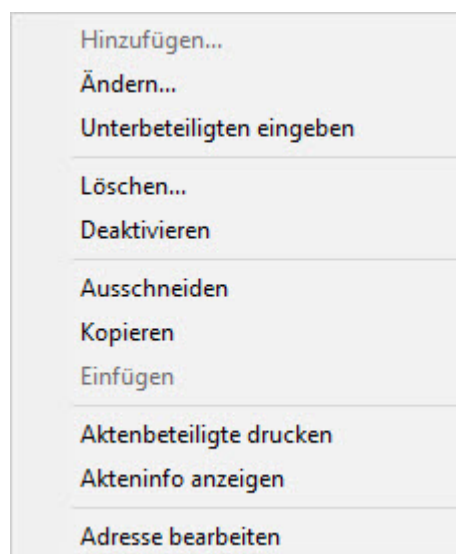 Hinzufügen...
Ändern...
Unterbeteiligten eingeben
Löschen...
Deaktivieren
Ausschneiden
Kopieren
Einfügen
Aktenbeteiligte drucken
Akteninfo anzeigen
Adresse bearbeiten